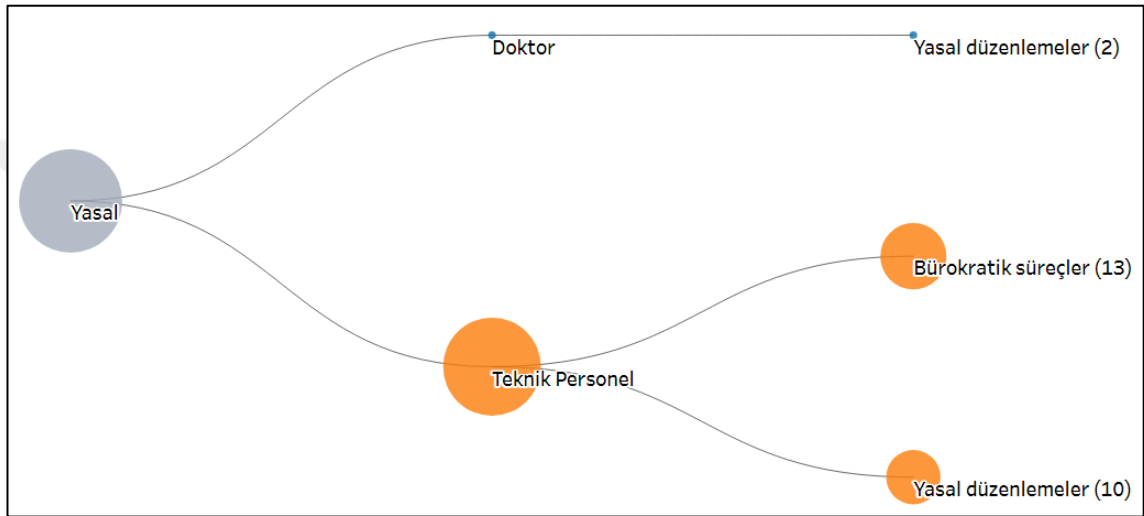 Doktor
Yasal düzenlemeler (2)
Yasal
Bürokratik süreçler (13)
Teknik Personel
Yasal düzenlemeler (10)